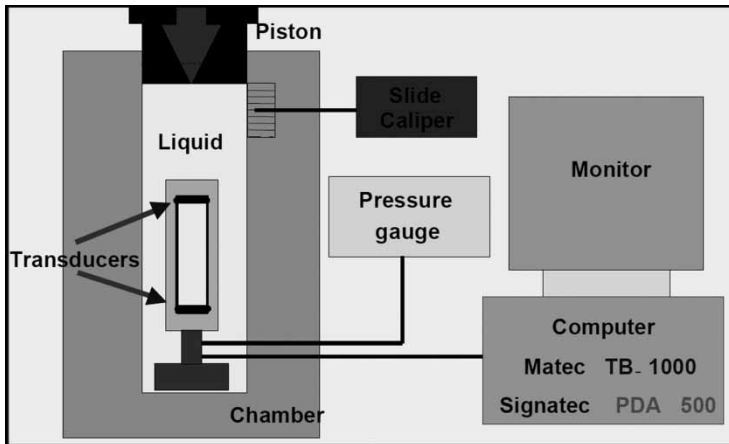 Piston
Slide
Caliper
Liquid
Monitor
Pressure
gauge
Transducers
Computer
Matec TB- 1000
Signatec PDA 500
Chamber